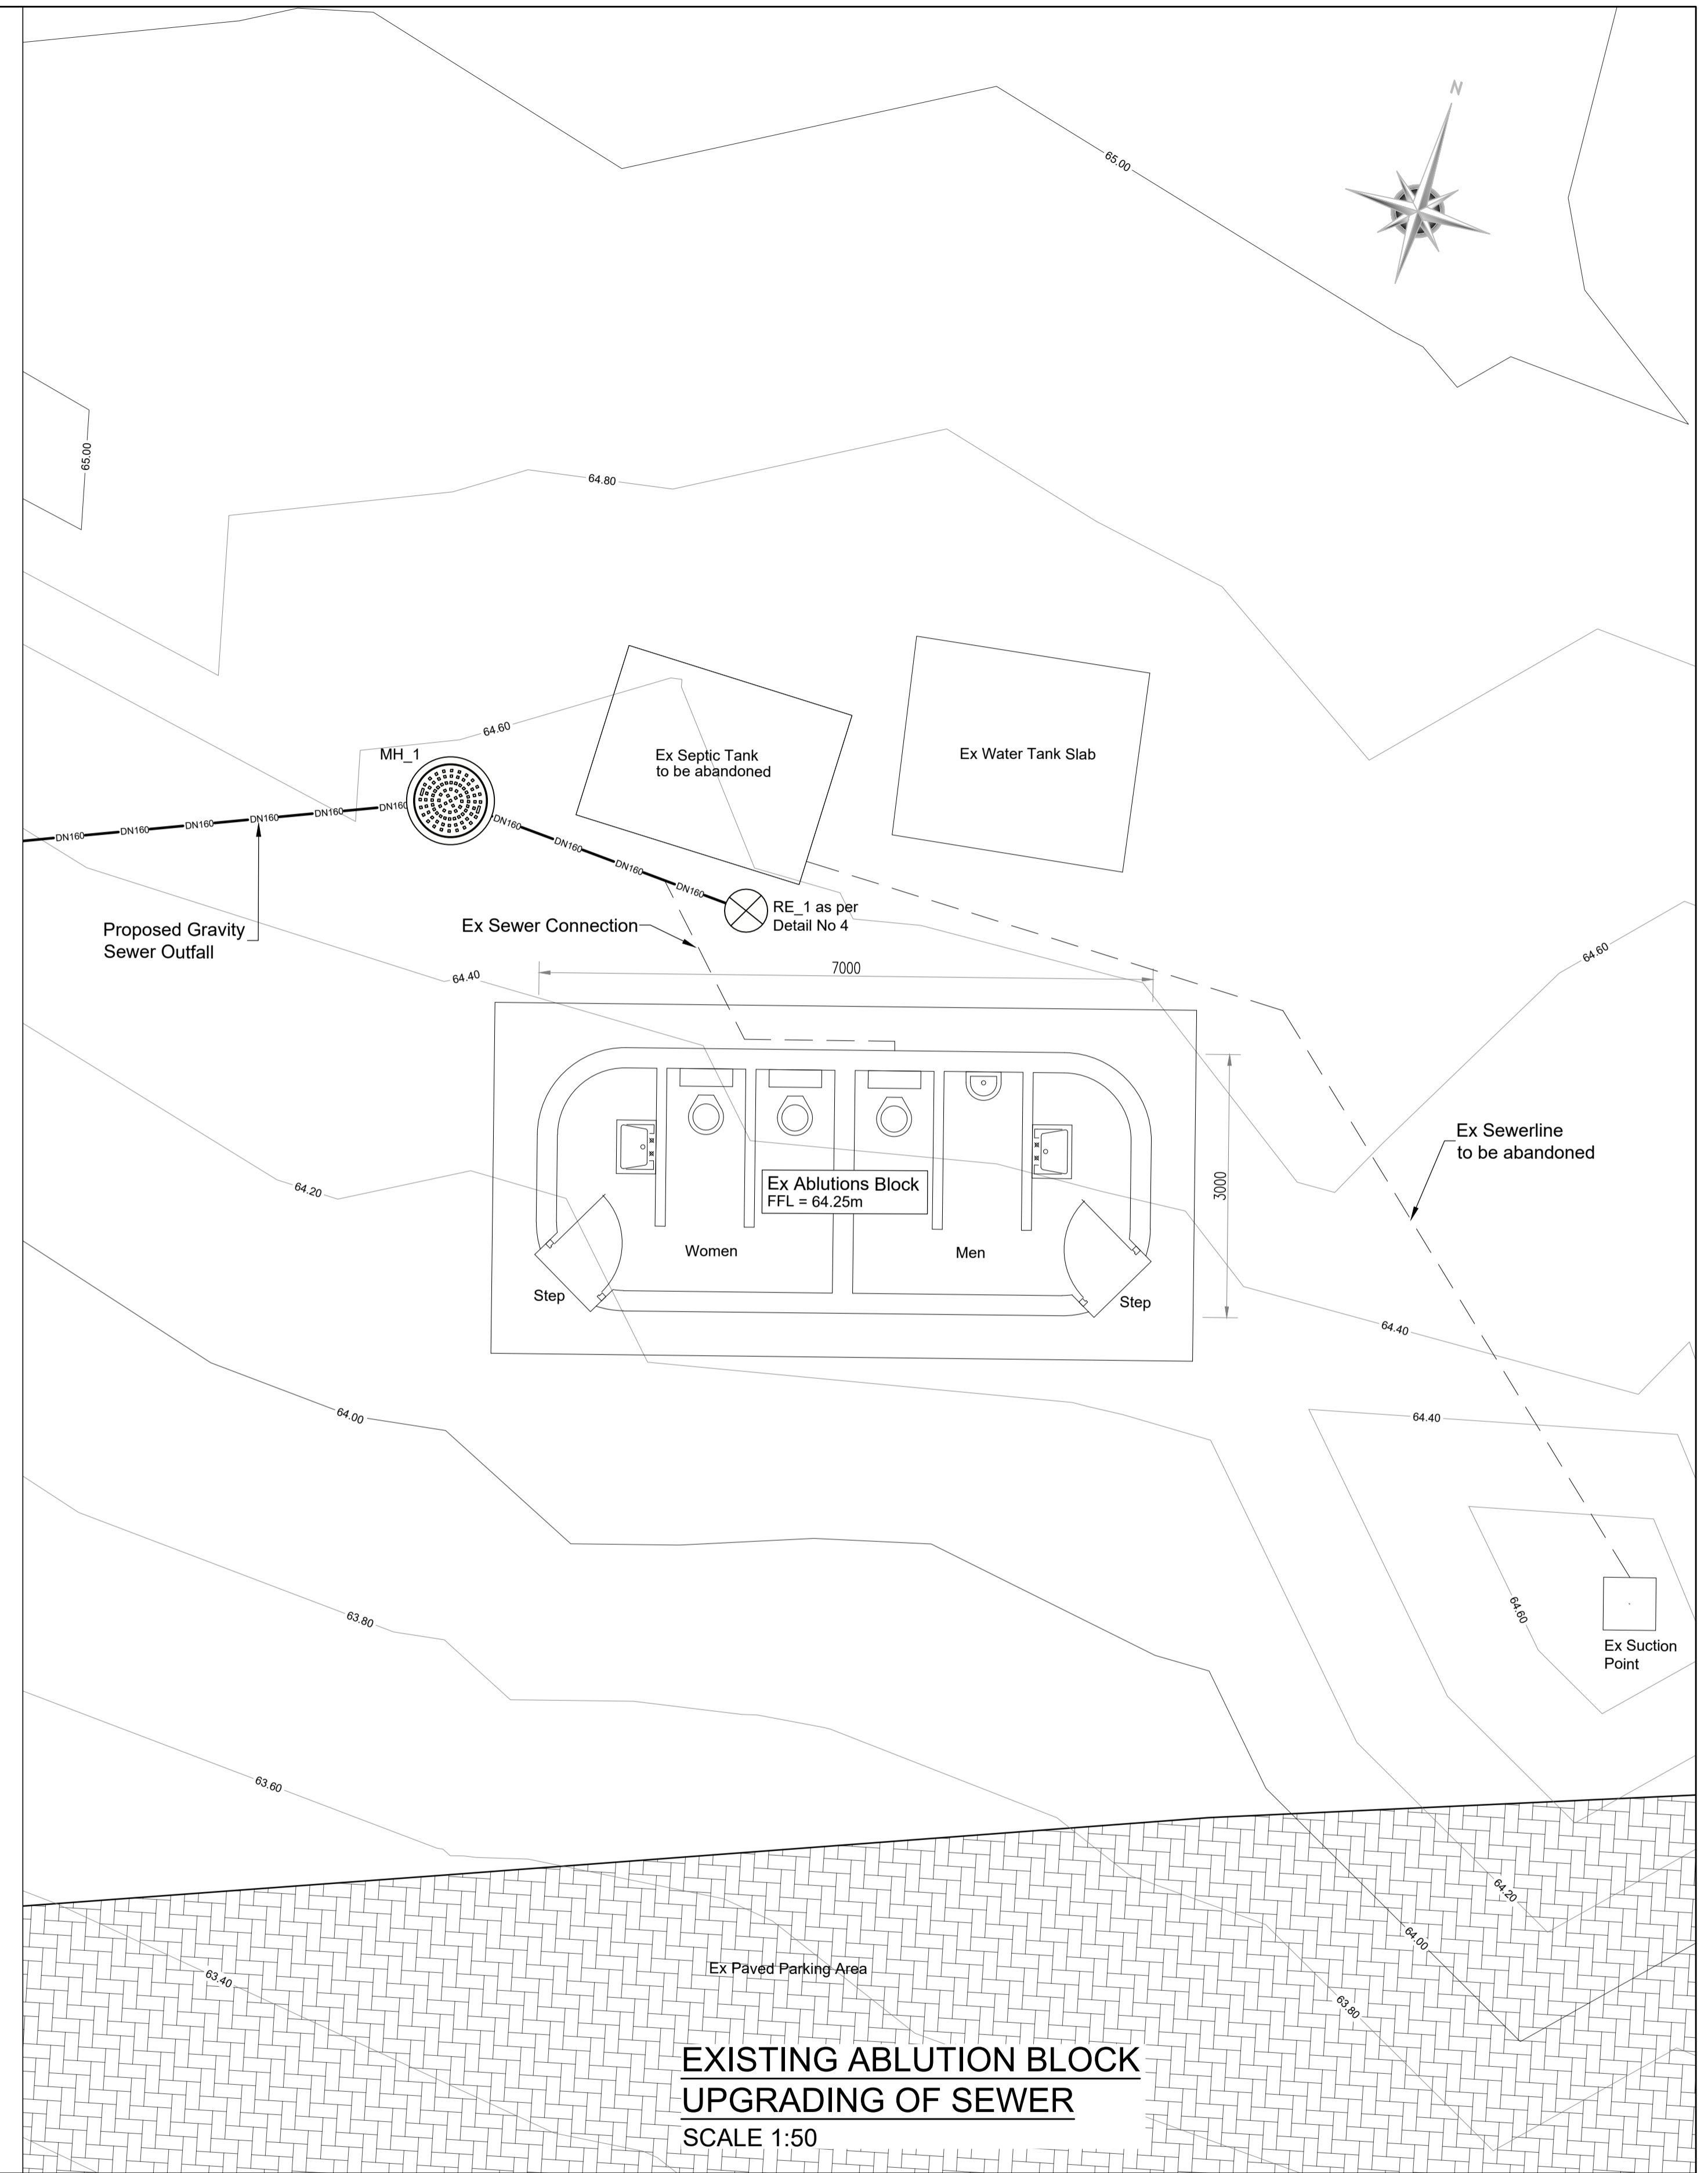 N
65.00
65.00
64.80
64.60
MH_1
Ex Septic Tank
to be abandoned
Ex Water Tank Slab
DN160 DN160 DN160 DN160 DN160 DN160
DN160 DN160 DN160 DN160
RE_1 as per
Detail No 4
Proposed Gravity
Sewer Outfall
Ex Sewer Connection
64.60
7000
64.40
Ex Sewerline
to be abandoned
3000
Ex Ablutions Block
FFL = 64.25m
64.20
Women
Men
Step
Step
64.40
64.00
64.40
64.60
63.80
Ex Suction
Point
63.60
64.20
64.00
63.40
Ex Paved Parking Area
63.80
EXISTING ABLUTION BLOCK
UPGRADING OF SEWER
SCALE 1:50